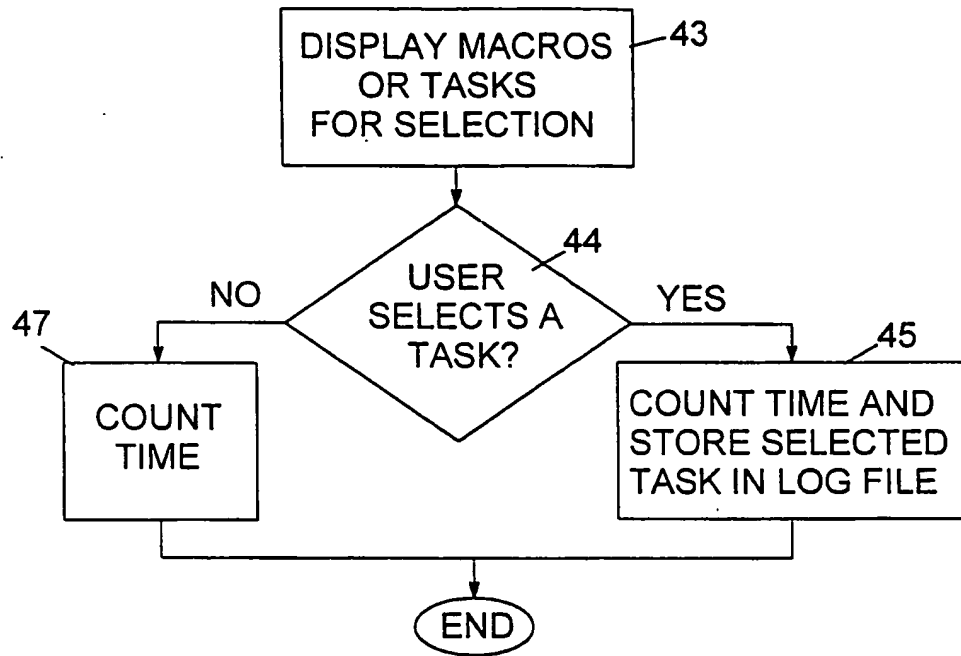 43
DISPLAY MACROS
OR TASKS
FOR SELECTION
44
USER
SELECTS A
TASK?
NO
YES
47
COUNT
TIME
45
COUNT TIME AND
STORE SELECTED
TASK IN LOG FILE
END